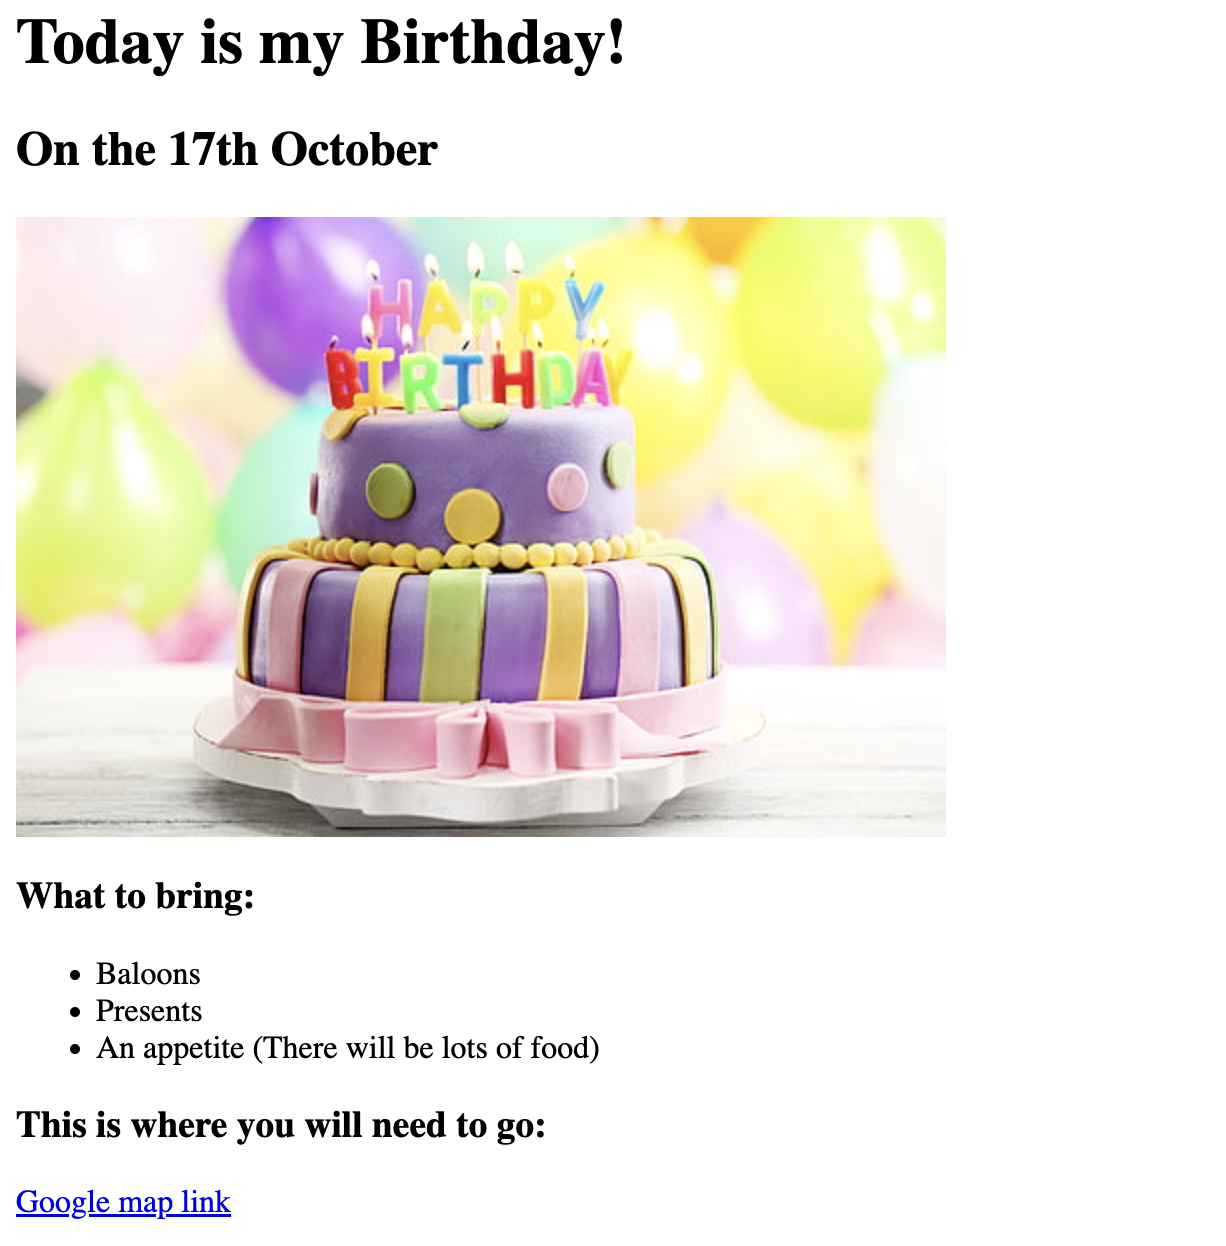 Today is my Birthday!
On the 17th October
HAPPY
BIRTHDAY
What to bring:
Baloons
Presents
An appetite (There will be lots of food)
This is where you will need to go:
Google map link